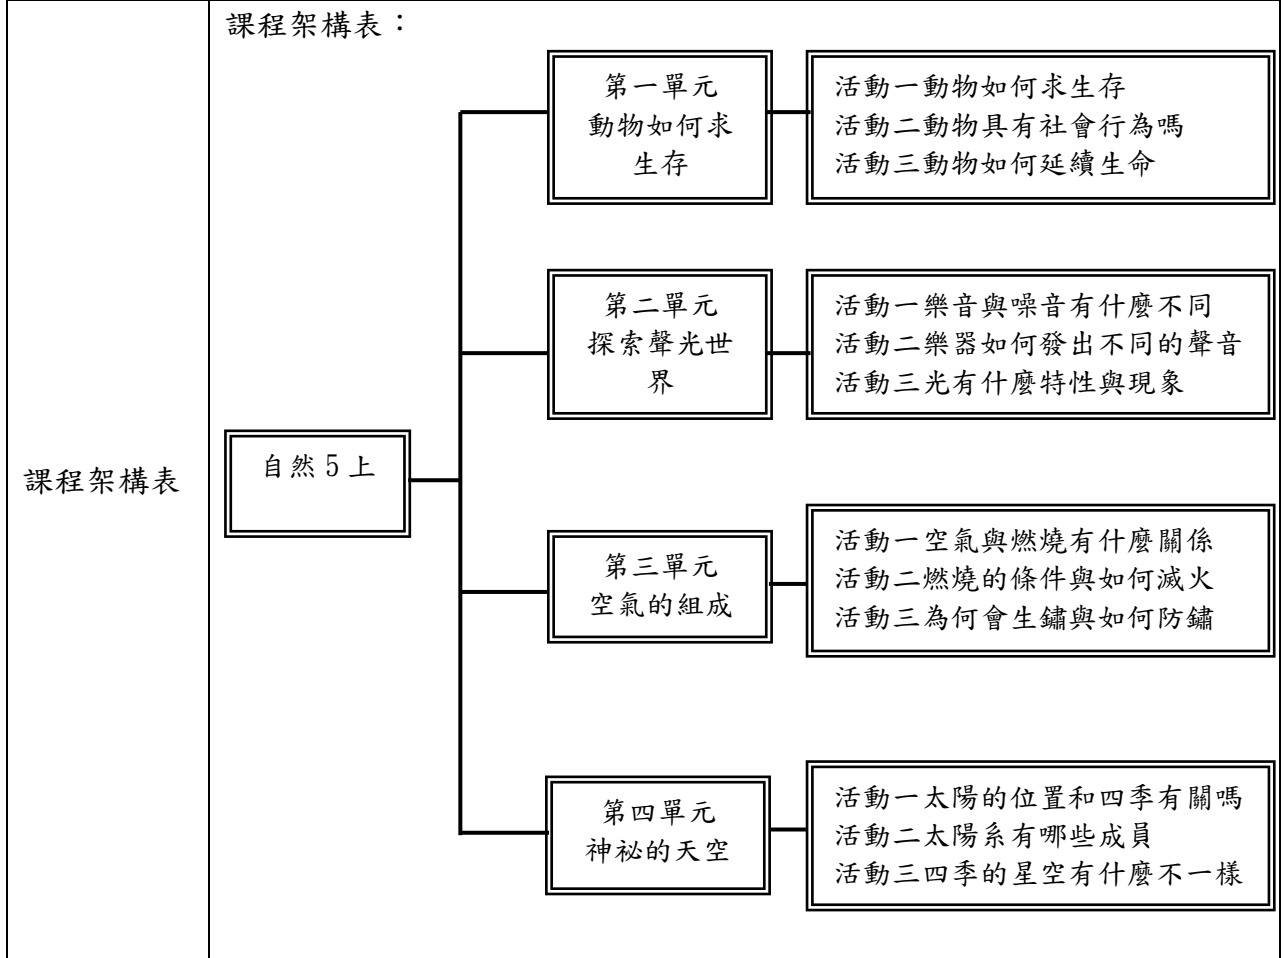 課程架構表
課程架構表：
自然5上
第一單元
動物如何求
生存
活動一動物如何求生存
活動二動物具有社會行為嗎
活動三動物如何延續生命
第二單元
探索聲光世
界
活動一樂音與噪音有什麼不同
活動二樂器如何發出不同的聲音
活動三光有什麼特性與現象
第三單元
空氣的組成
活動一空氣與燃燒有什麼關係
活動二燃燒的條件與如何滅火
活動三為何會生鏽與如何防鏽
第四單元
神祕的天空
活動一太陽的位置和四季有關嗎
活動二太陽系有哪些成員
活動三四季的星空有什麼不一樣